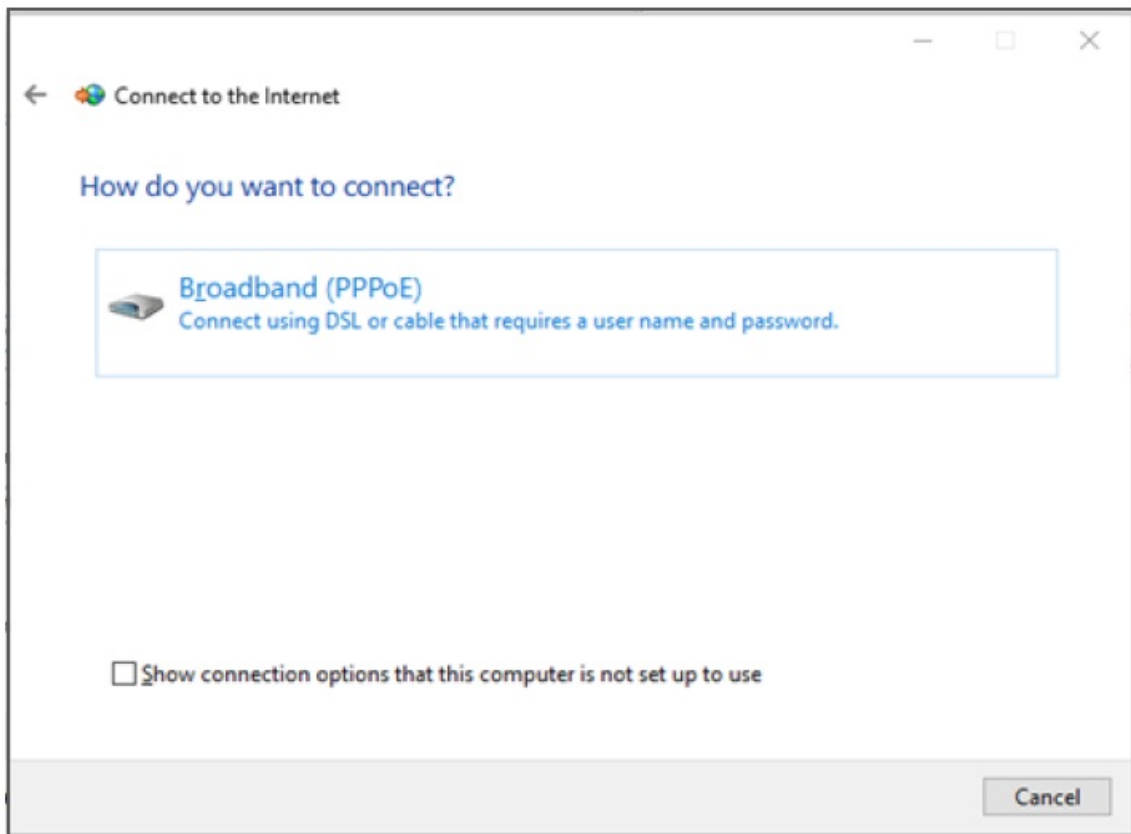 Connect to the Internet
How do you want to connect?
Broadband (PPPoE)
Connect using DSL or cable that requires a user name and password.
Show connection options that this computer is not set up to use
Cancel